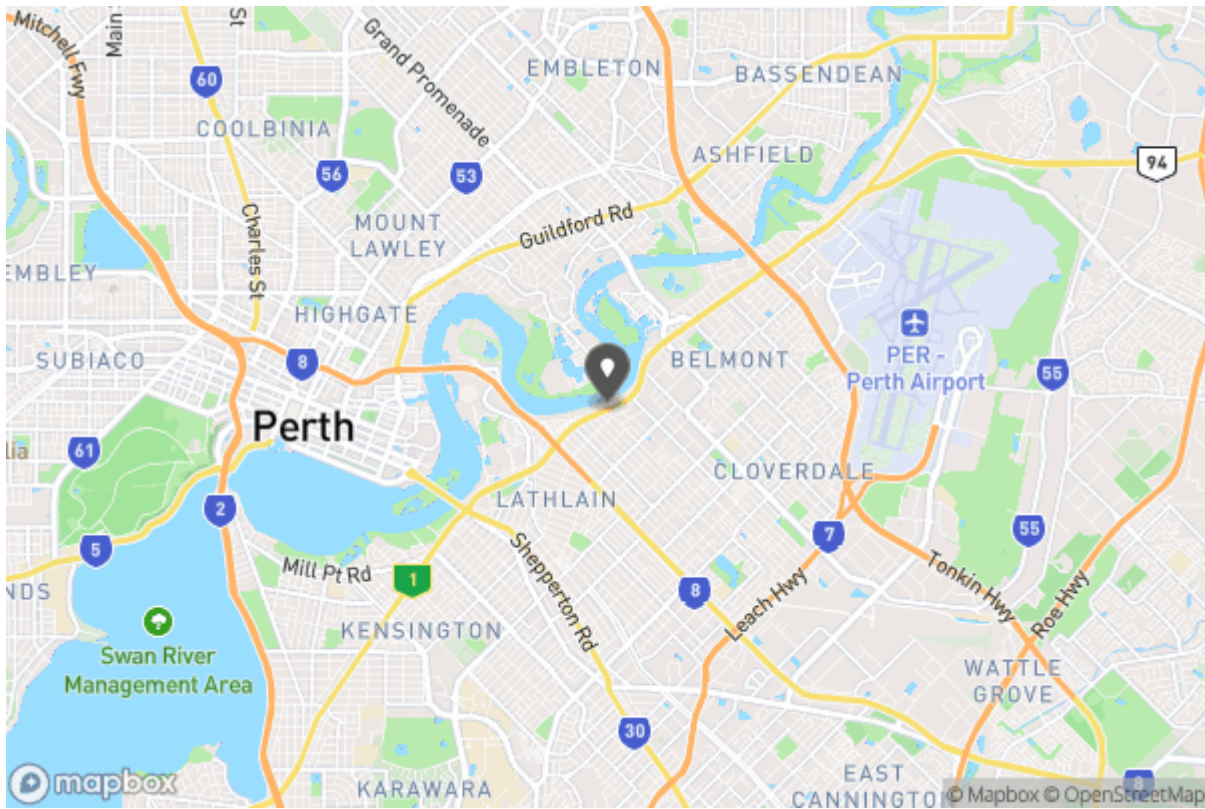 Mitchell Fwy
Main S
St
60
Grand Promenade
EMBLETON
BASSENDEAN
COOLBINIA
56
53
ASHFIELD
94
Charles St
MOUNT
LAWLEY
Guildford Rd
EMBLEY
HIGHGATE
SUBIACO
8
BELMONT
PER -
Perth Airport
55
Perth
61
lia
CLOVERDALE
LATHLAIN
2
5
7
55
Mill Pt Rd
1
Shepperton Rd
8
Leach Hwy
Tonkin Hwy
Roe Hwy
NDS
KENSINGTON
Swan River
Management Area
WATTLE
GROVE
30
KARAWARA
EAST
CANNINGTON
8
mapbox
© Mapbox © OpenStreetMap